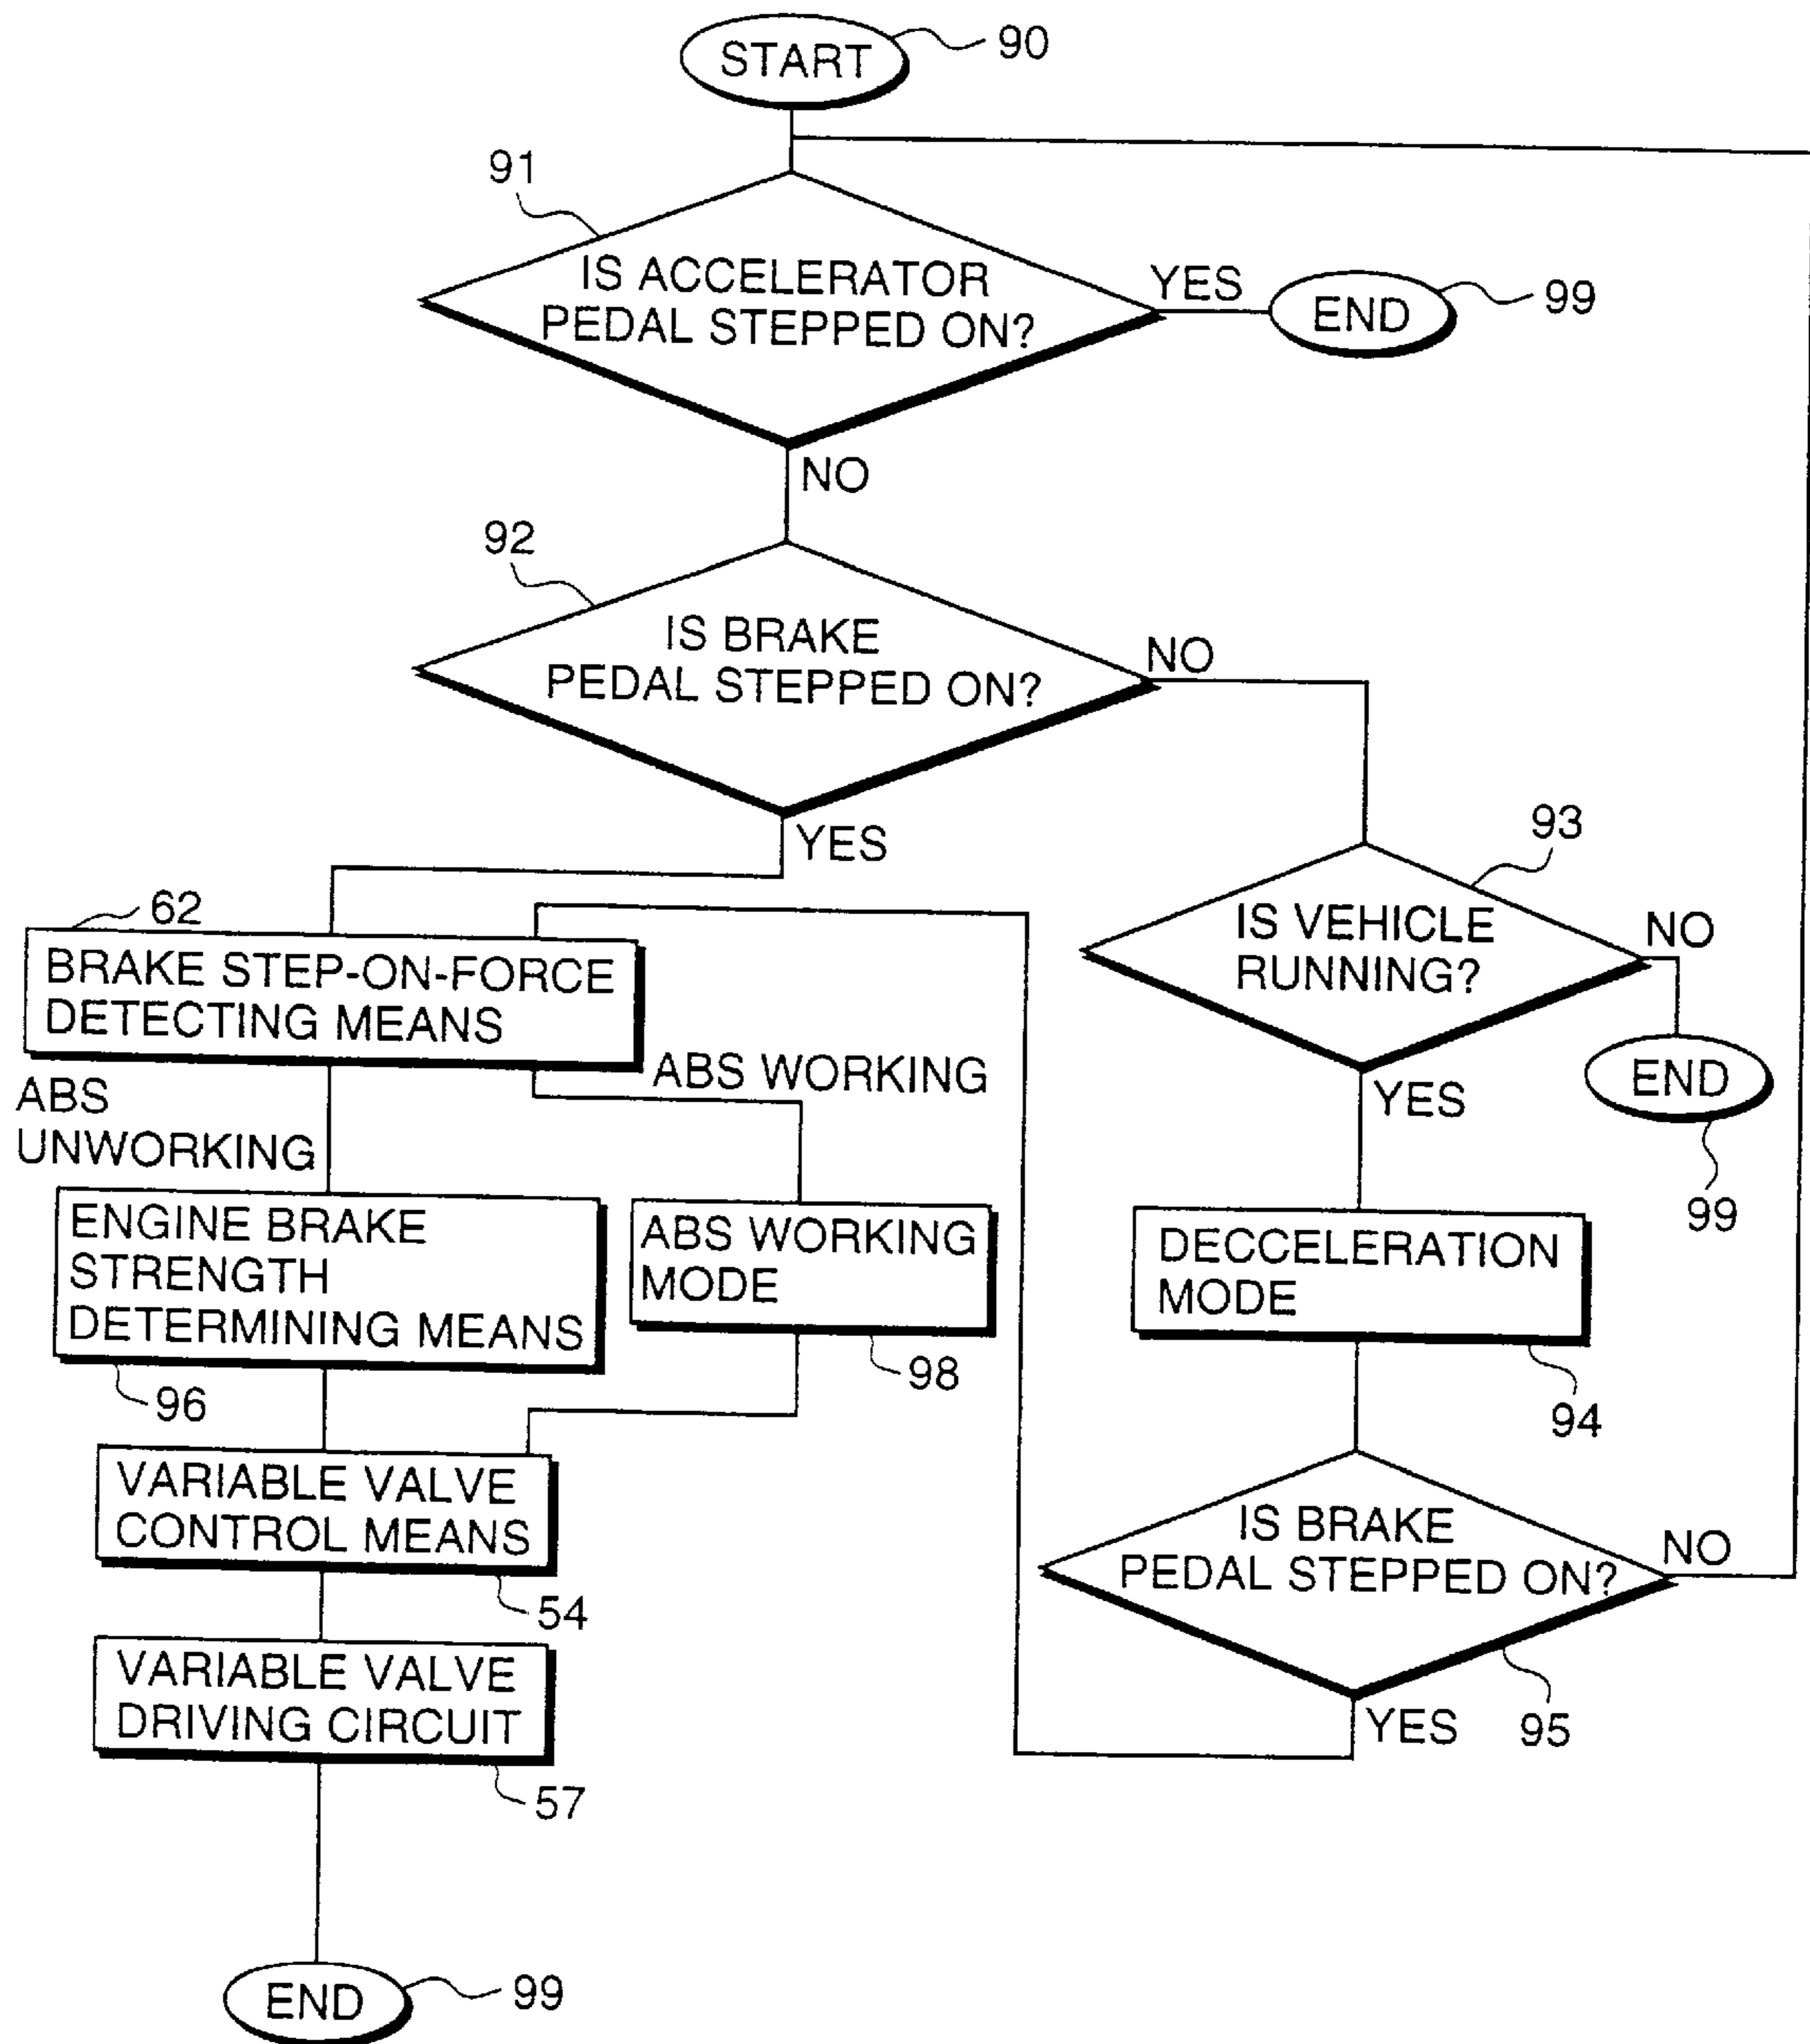 START
90
91
IS ACCELERATOR
PEDAL STEPPED ON?
YES
END
99
NO
92
IS BRAKE
PEDAL STEPPED ON?
NO
YES
93
IS VEHICLE
RUNNING?
NO
END
99
YES
62
BRAKE STEP-ON-FORCE
DETECTING MEANS
ABS
UNWORKING
ABS WORKING
ENGINE BRAKE
STRENGTH
DETERMINING MEANS
96
ABS WORKING
MODE
98
DECCELERATION
MODE
94
VARIABLE VALVE
CONTROL MEANS
54
IS BRAKE
PEDAL STEPPED ON?
NO
YES
95
VARIABLE VALVE
DRIVING CIRCUIT
57
END
99